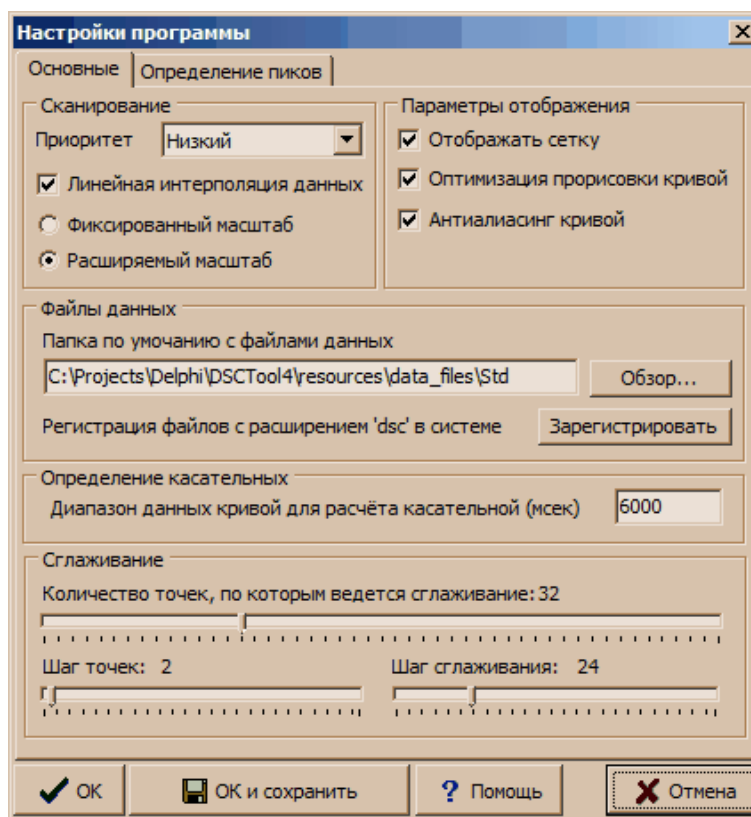 Настройки программы
Основные
Определение пиков
Сканирование
Приоритет
Низкий
Линейная интерполяция данных
Фиксированный масштаб
Расширяемый масштаб
Параметры отображения
Отображать сетку
Оптимизация прорисовки кривой
Антиалиасинг кривой
Файлы данных
Папка по умочанию с файлами данных
C:\Projects\Delphi\DSCTool4\resources\data_files\Std
Обзор...
Регистрация файлов с расширением 'dsc' в системе
Зарегистрировать
Определение касательных
Диапазон данных кривой для расчёта касательной (мсек)
6000
Сглаживание
Количество точек, по которым ведется сглаживание: 32
Шаг точек: 2
Шаг сглаживания: 24
OK
OK и сохранить
? Помощь
Отмена